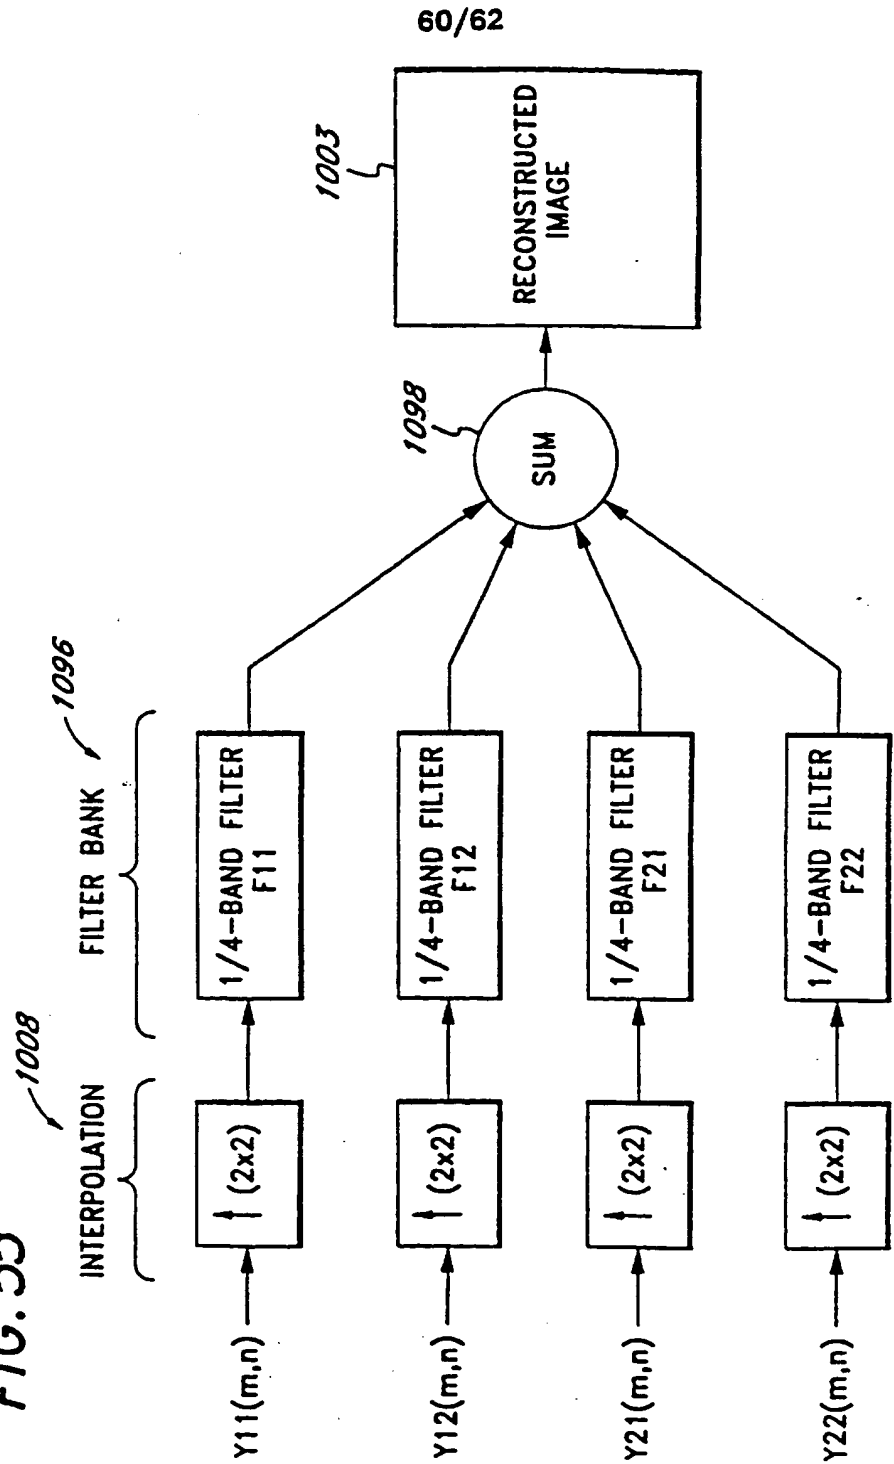 60/62
FIG.
INTERPOLATION
1008
FILTER BANK
1096
Y11(m,n)
↑ (2x2)
1/4-BAND FILTER
F11
Y12(m,n)
↑ (2x2)
1/4-BAND FILTER
F12
Y21(m,n)
↑ (2x2)
1/4-BAND FILTER
F21
Y22(m,n)
↑ (2x2)
1/4-BAND FILTER
F22
SUM
1098
RECONSTRUCTED
IMAGE
1003